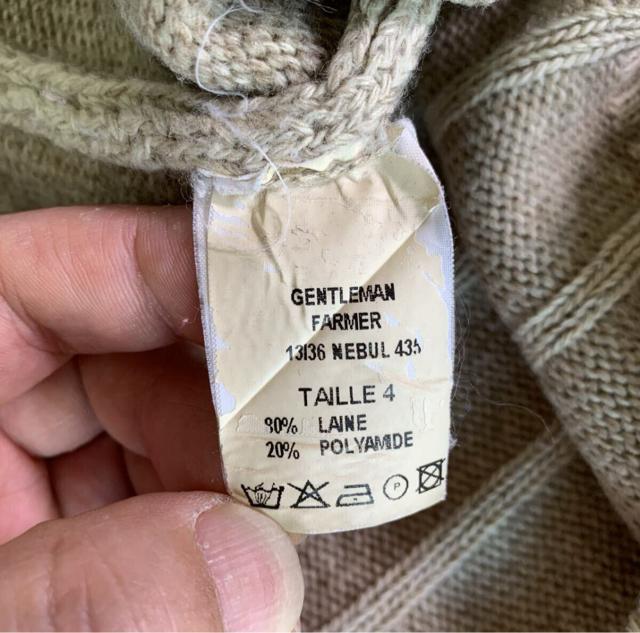 GENTLEMAN
FARMER
13136 NEBUL 435
TAILLE 4
80% LAINE
20% POLYAMIDE
P